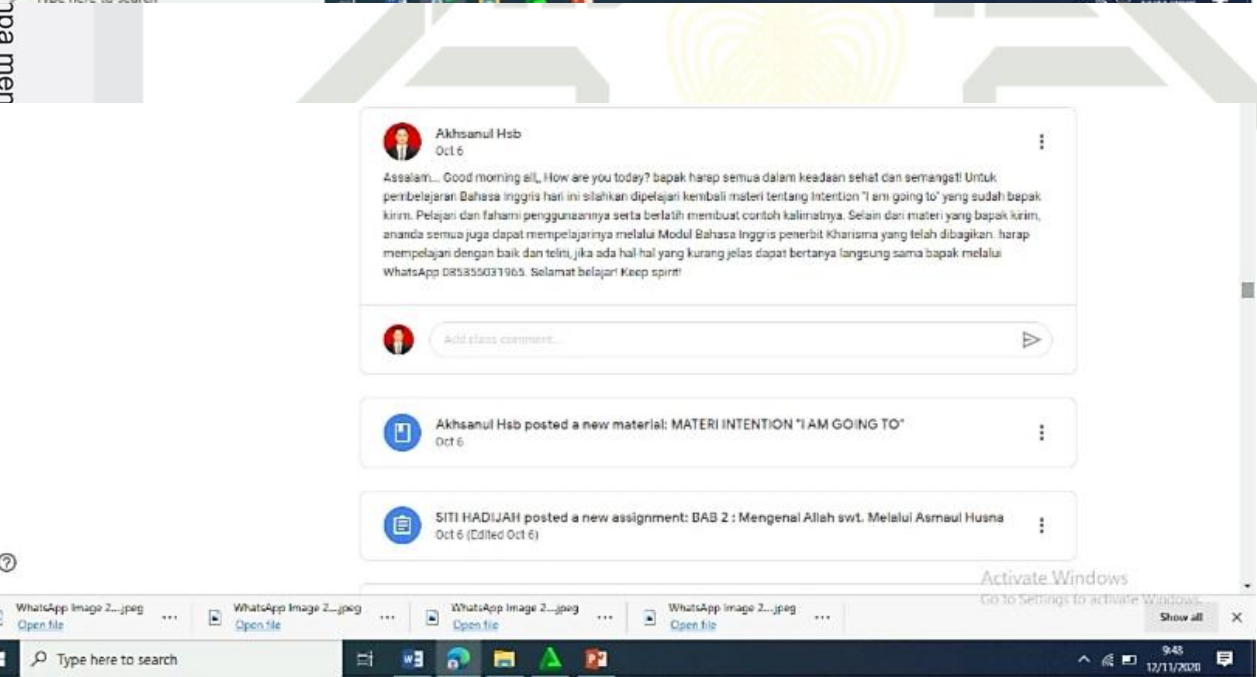 Type here to search
Akhsanul Hsb
Oct 6
Assalam... Good morning all,, How are you today? bapak harap semua dalam keadaan sehat dan semangat! Untuk
pembelajaran Bahasa Inggris hari ini silahkan dipelajari kembali materi tentang Intention "I am going to" yang sudah bapak
kirim. Pelajari dan fahami penggunaannya serta berlatih membuat contoh kalimatnya. Selain dari materi yang bapak kirim,
ananda semua juga dapat mempelajarinya melalui Modul Bahasa Inggris penerbit Kharisma yang telah dibagikan. harap
mempelajari dengan baik dan teliti, jika ada hal-hal yang kurang jelas dapat bertanya langsung sama bapak melalui
WhatsApp 085355031965. Selamat belajar! Keep spirit!
Add class comment...
Akhsanul Hsb posted a new material: MATERI INTENTION "I AM GOING TO"
Oct 6
SITI HADIJAH posted a new assignment: BAB 2 : Mengenal Allah swt. Melalui Asmaul Husna
Oct 6 (Edited Oct 6)
Activate Windows
Go to Settings to activate Windows.
WhatsApp Image 2....jpeg
Open file
WhatsApp Image 2....jpeg
Open file
WhatsApp Image 2....jpeg
Open file
WhatsApp Image 2....jpeg
Open file
Show all
Type here to search
9:43
12/11/2020